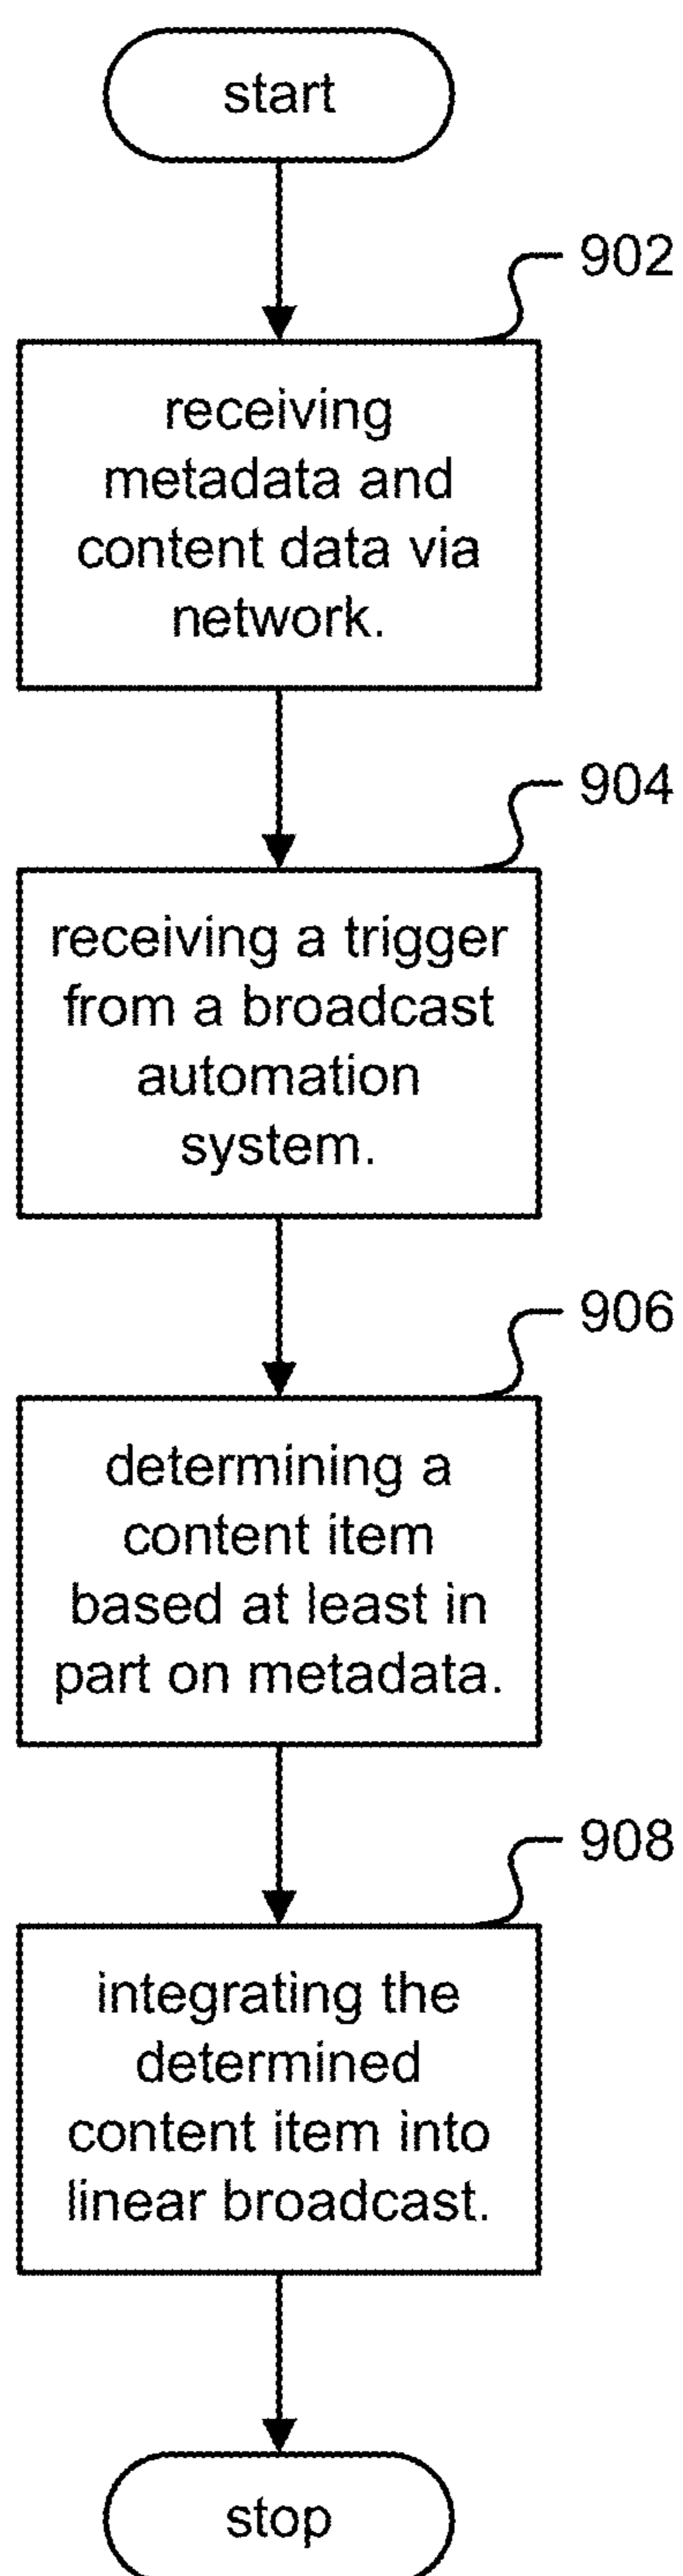 start
902
receiving
metadata and
content data via
network.
904
receiving a trigger
from a broadcast
automation
system.
906
determining a
content item
based at least in
part on metadata.
908
integrating the
determined
content item into
linear broadcast.
stop